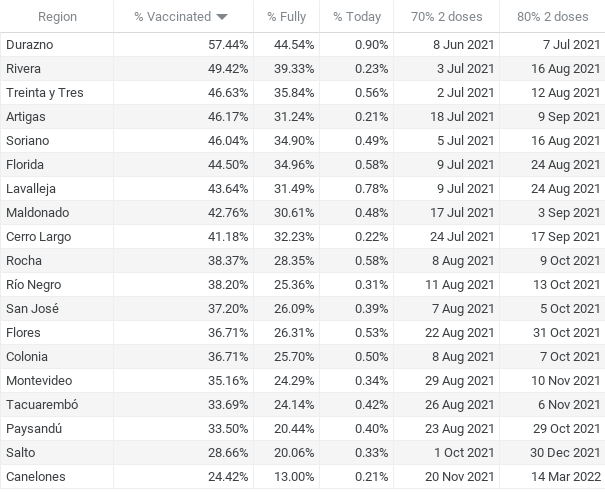 Region % Vaccinated % Fully % Today 70% 2 doses 80% 2 doses
Durazno 57.44% 44.54% 0.90% 8 Jun 2021 7 Jul 2021
Rivera 49.42% 39.33% 0.23% 3 Jul 2021 16 Aug 2021
Treinta y Tres 46.63% 35.84% 0.56% 2 Jul 2021 12 Aug 2021
Artigas 46.17% 31.24% 0.21% 18 Jul 2021 9 Sep 2021
Soriano 46.04% 34.90% 0.49% 5 Jul 2021 16 Aug 2021
Florida 44.50% 34.96% 0.58% 9 Jul 2021 24 Aug 2021
Lavalleja 43.64% 31.49% 0.78% 9 Jul 2021 24 Aug 2021
Maldonado 42.76% 30.61% 0.48% 17 Jul 2021 3 Sep 2021
Cerro Largo 41.18% 32.23% 0.22% 24 Jul 2021 17 Sep 2021
Rocha 38.37% 28.35% 0.58% 8 Aug 2021 9 Oct 2021
Río Negro 38.20% 25.36% 0.31% 11 Aug 2021 13 Oct 2021
San José 37.20% 26.09% 0.39% 7 Aug 2021 5 Oct 2021
Flores 36.71% 26.31% 0.53% 22 Aug 2021 31 Oct 2021
Colonia 36.71% 25.70% 0.50% 8 Aug 2021 7 Oct 2021
Montevideo 35.16% 24.29% 0.34% 29 Aug 2021 10 Nov 2021
Tacuarembó 33.69% 24.14% 0.42% 26 Aug 2021 6 Nov 2021
Paysandú 33.50% 20.44% 0.40% 23 Aug 2021 29 Oct 2021
Salto 28.66% 20.06% 0.33% 1 Oct 2021 30 Dec 2021
Canelones 24.42% 13.00% 0.21% 20 Nov 2021 14 Mar 2022